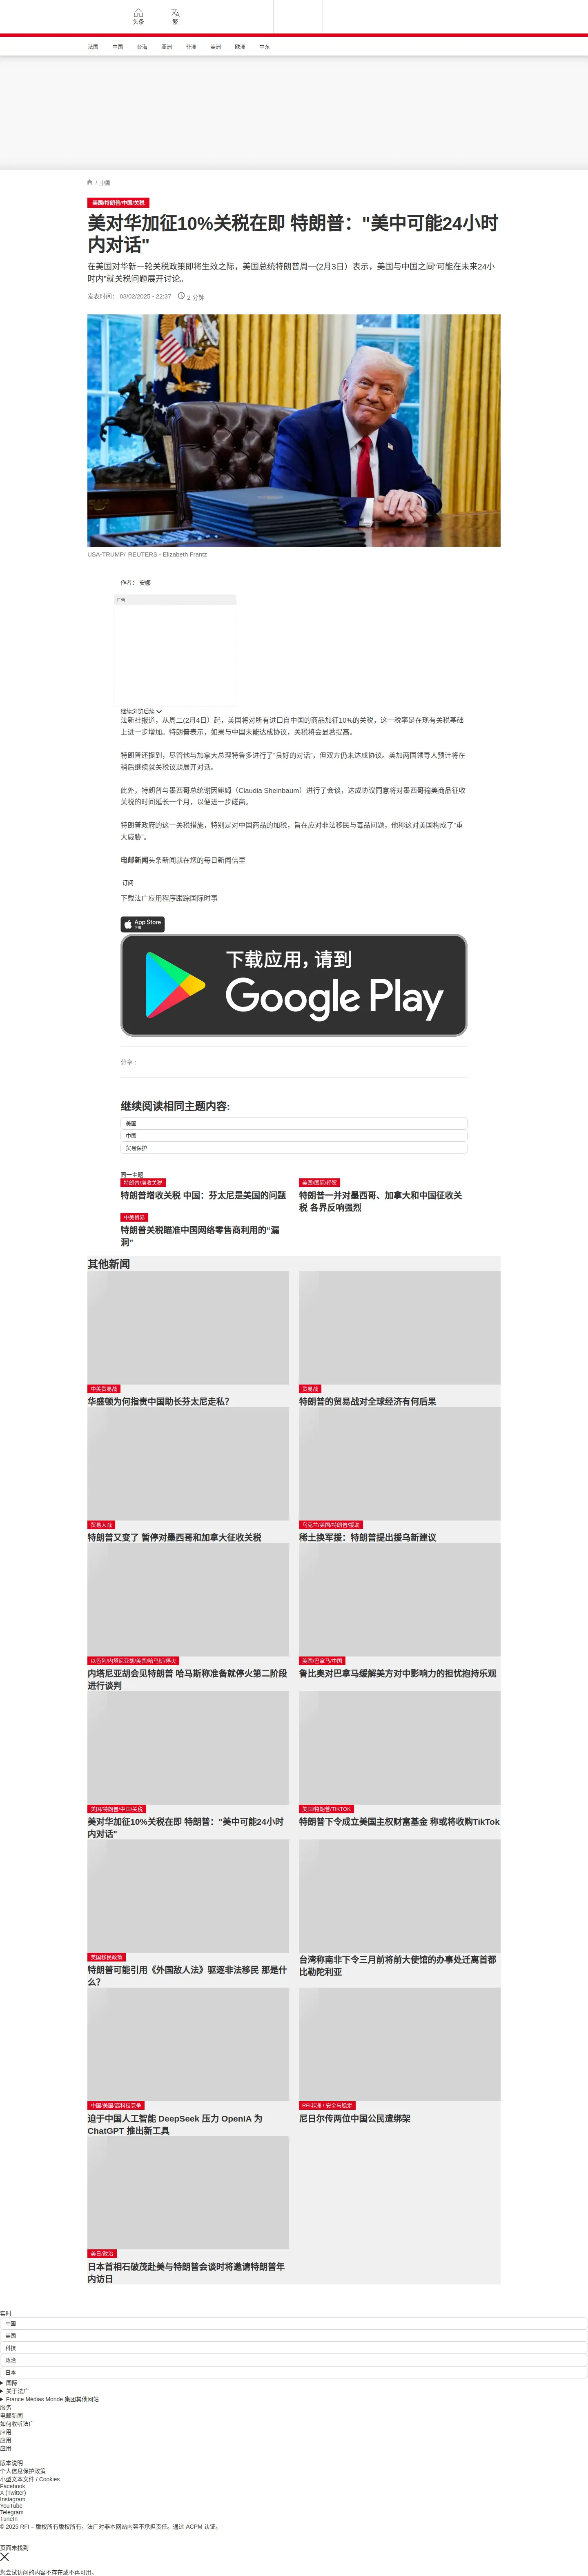 头条
繁
法国
中国
台海
亚洲
非洲
美洲
欧洲
中东
/ 中国
美国/特朗普/中国/关税
美对华加征10%关税在即 特朗普："美中可能24小时
内对话"
在美国对华新一轮关税政策即将生效之际，美国总统特朗普周一(2月3日）表示，美国与中国之间“可能在未来24小
时内”就关税问题展开讨论。
发表时间： 03/02/2025 - 22:37 2 分钟
USA-TRUMP/ REUTERS - Elizabeth Frantz
作者： 安娜
广告
继续浏览后续
法新社报道，从周二(2月4日）起，美国将对所有进口自中国的商品加征10%的关税，这一税率是在现有关税基础
上进一步增加。特朗普表示，如果与中国未能达成协议，关税将会显著提高。
特朗普还提到，尽管他与加拿大总理特鲁多进行了“良好的对话”，但双方仍未达成协议。美加两国领导人预计将在
稍后继续就关税议题展开对话。
此外，特朗普与墨西哥总统谢因鲍姆（Claudia Sheinbaum）进行了会谈，达成协议同意将对墨西哥输美商品征收
关税的时间延长一个月，以便进一步磋商。
特朗普政府的这一关税措施，特别是对中国商品的加税，旨在应对非法移民与毒品问题，他称这对美国构成了“重
大威胁”。
电邮新闻头条新闻就在您的每日新闻信里
订阅
下载法广应用程序跟踪国际时事
App Store
下载
下载应用，请到
Google Play
分享 :
继续阅读相同主题内容:
美国
中国
贸易保护
同一主题
特朗普/增收关税
特朗普增收关税 中国：芬太尼是美国的问题
美国/国际/经贸
特朗普一并对墨西哥、加拿大和中国征收关
税 各界反响强烈
中美贸易
特朗普关税瞄准中国网络零售商利用的“漏
洞”
其他新闻
中美贸易战
华盛顿为何指责中国助长芬太尼走私？
贸易战
特朗普的贸易战对全球经济有何后果
贸易大战
特朗普又变了 暂停对墨西哥和加拿大征收关税
乌克兰/美国/特朗普/援助
稀土换军援：特朗普提出援乌新建议
以色列/内塔尼亚胡/美国/哈马斯/停火
内塔尼亚胡会见特朗普 哈马斯称准备就停火第二阶段
进行谈判
美国/巴拿马/中国
鲁比奥对巴拿马缓解美方对中影响力的担忧抱持乐观
美国/特朗普/中国/关税
美对华加征10%关税在即 特朗普："美中可能24小时
内对话"
美国/特朗普/TIKTOK
特朗普下令成立美国主权财富基金 称或将收购TikTok
美国移民政策
特朗普可能引用《外国敌人法》驱逐非法移民 那是什
么？
台湾称南非下令三月前将前大使馆的办事处迁离首都
比勒陀利亚
中国/美国/高科技竞争
迫于中国人工智能 DeepSeek 压力 OpenIA 为
ChatGPT 推出新工具
RFI非洲 / 安全与稳定
尼日尔传两位中国公民遭绑架
美日/政治
日本首相石破茂赴美与特朗普会谈时将邀请特朗普年
内访日
实时
中国
美国
科技
政治
日本
国际
关于法广
France Médias Monde 集团其他网站
服务
电邮新闻
如何收听法广
应用
应用
应用
版本说明
个人信息保护政策
小型文本文件 / Cookies
Facebook
X (Twitter)
Instagram
YouTube
Telegram
TuneIn
© 2025 RFI – 版权所有版权所有。法广对非本网站内容不承担责任。通过 ACPM 认证。
页面未找到
您尝试访问的内容不存在或不再可用。